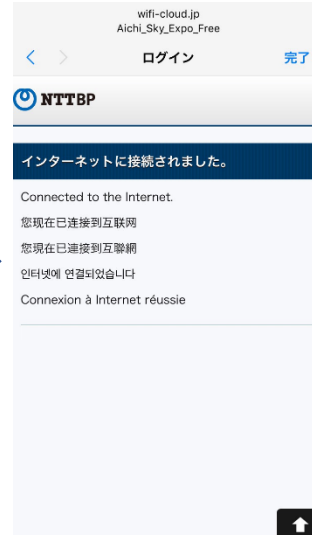 wifi-cloud.jp
Aichi_Sky_Expo_Free
ログイン 完了
NTTBP
インターネットに接続されました。
Connected to the Internet.
您现在已连接到互联网
您現在已連接到互聯網
인터넷에 연결되었습니다
Connexion à Internet réussie